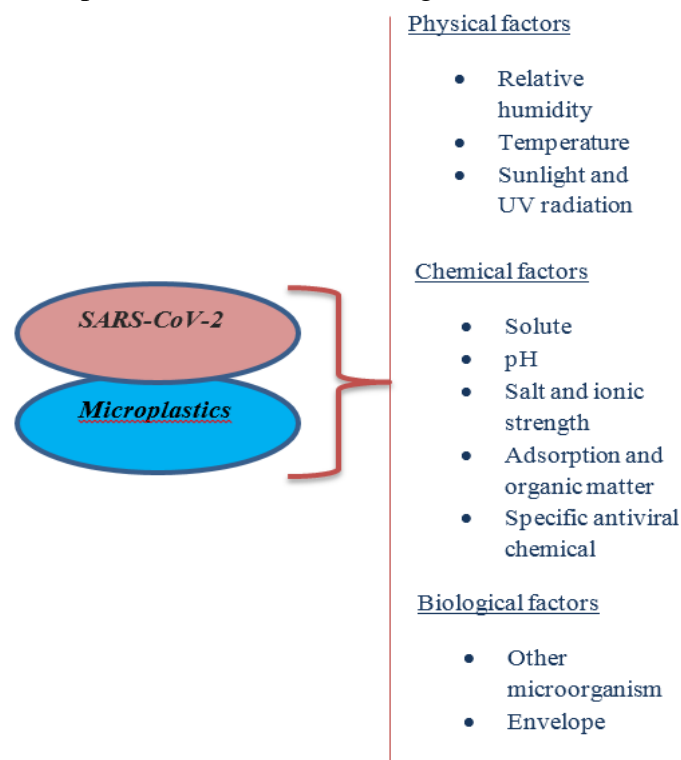 Physical factors
• Relative
humidity
• Temperature
• Sunlight and
UV radiation
SARS-CoV-2
Microplastics
Chemical factors
• Solute
• pH
• Salt and ionic
strength
• Adsorption and
organic matter
• Specific antiviral
chemical
Biological factors
• Other
microorganism
• Envelope